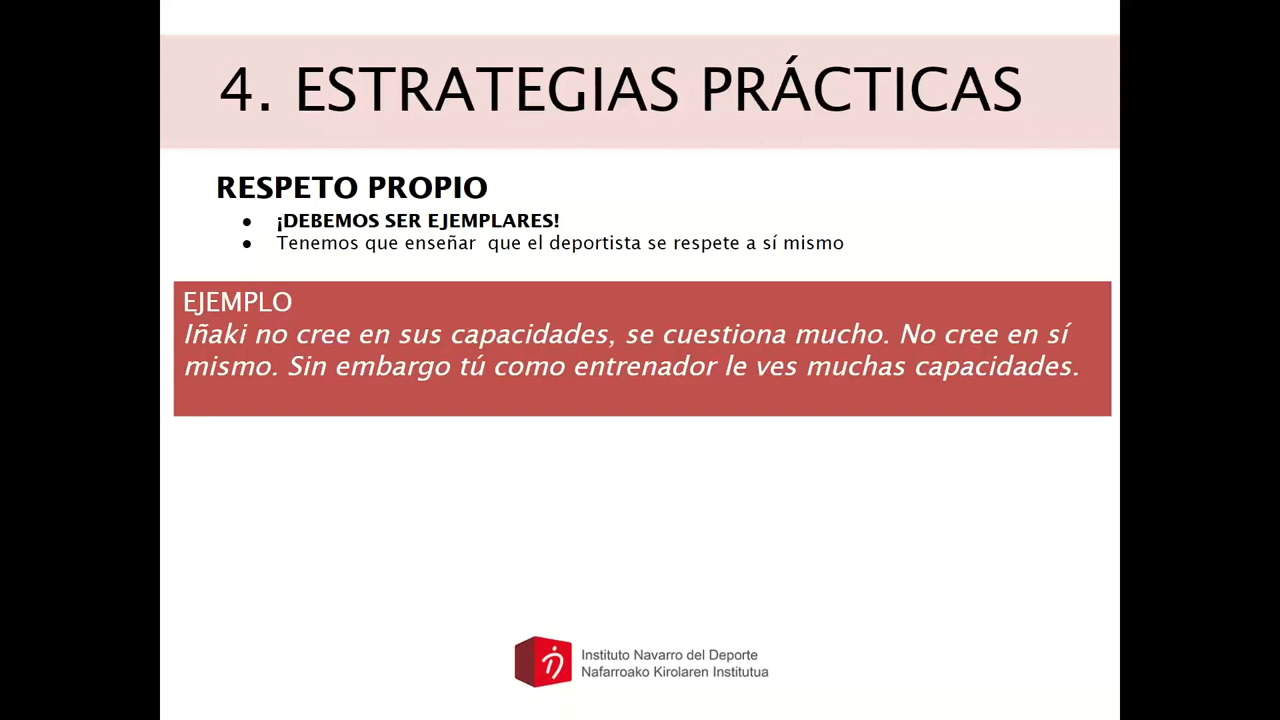 4. ESTRATEGIAS PRÁCTICAS
RESPETO PROPIO
• ¡DEBEMOS SER EJEMPLARES!
• Tenemos que enseñar  que el deportista se respete a sí mismo
EJEMPLO
Iñaki no cree en sus capacidades, se cuestiona mucho. No cree en sí
mismo. Sin embargo tú como entrenador le ves muchas capacidades.
Instituto Navarro del Deporte
Nafarroako Kirolaren Institutua